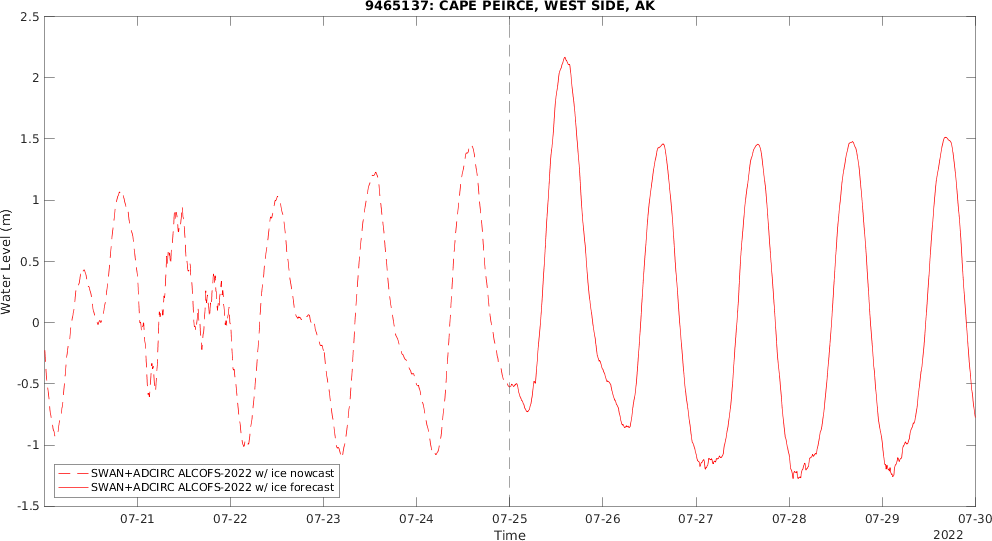 9465137: CAPE PEIRCE, WEST SIDE, AK
2.5
2
1.5
1
0.5
0
-0.5
-1
-1.5
Water Level (m)
SWAN+ADCIRC ALCOFS-2022 w/ ice nowcast
SWAN+ADCIRC ALCOFS-2022 w/ ice forecast
07-21 07-22 07-23 07-24 07-25 07-26 07-27 07-28 07-29 07-30
Time
2022